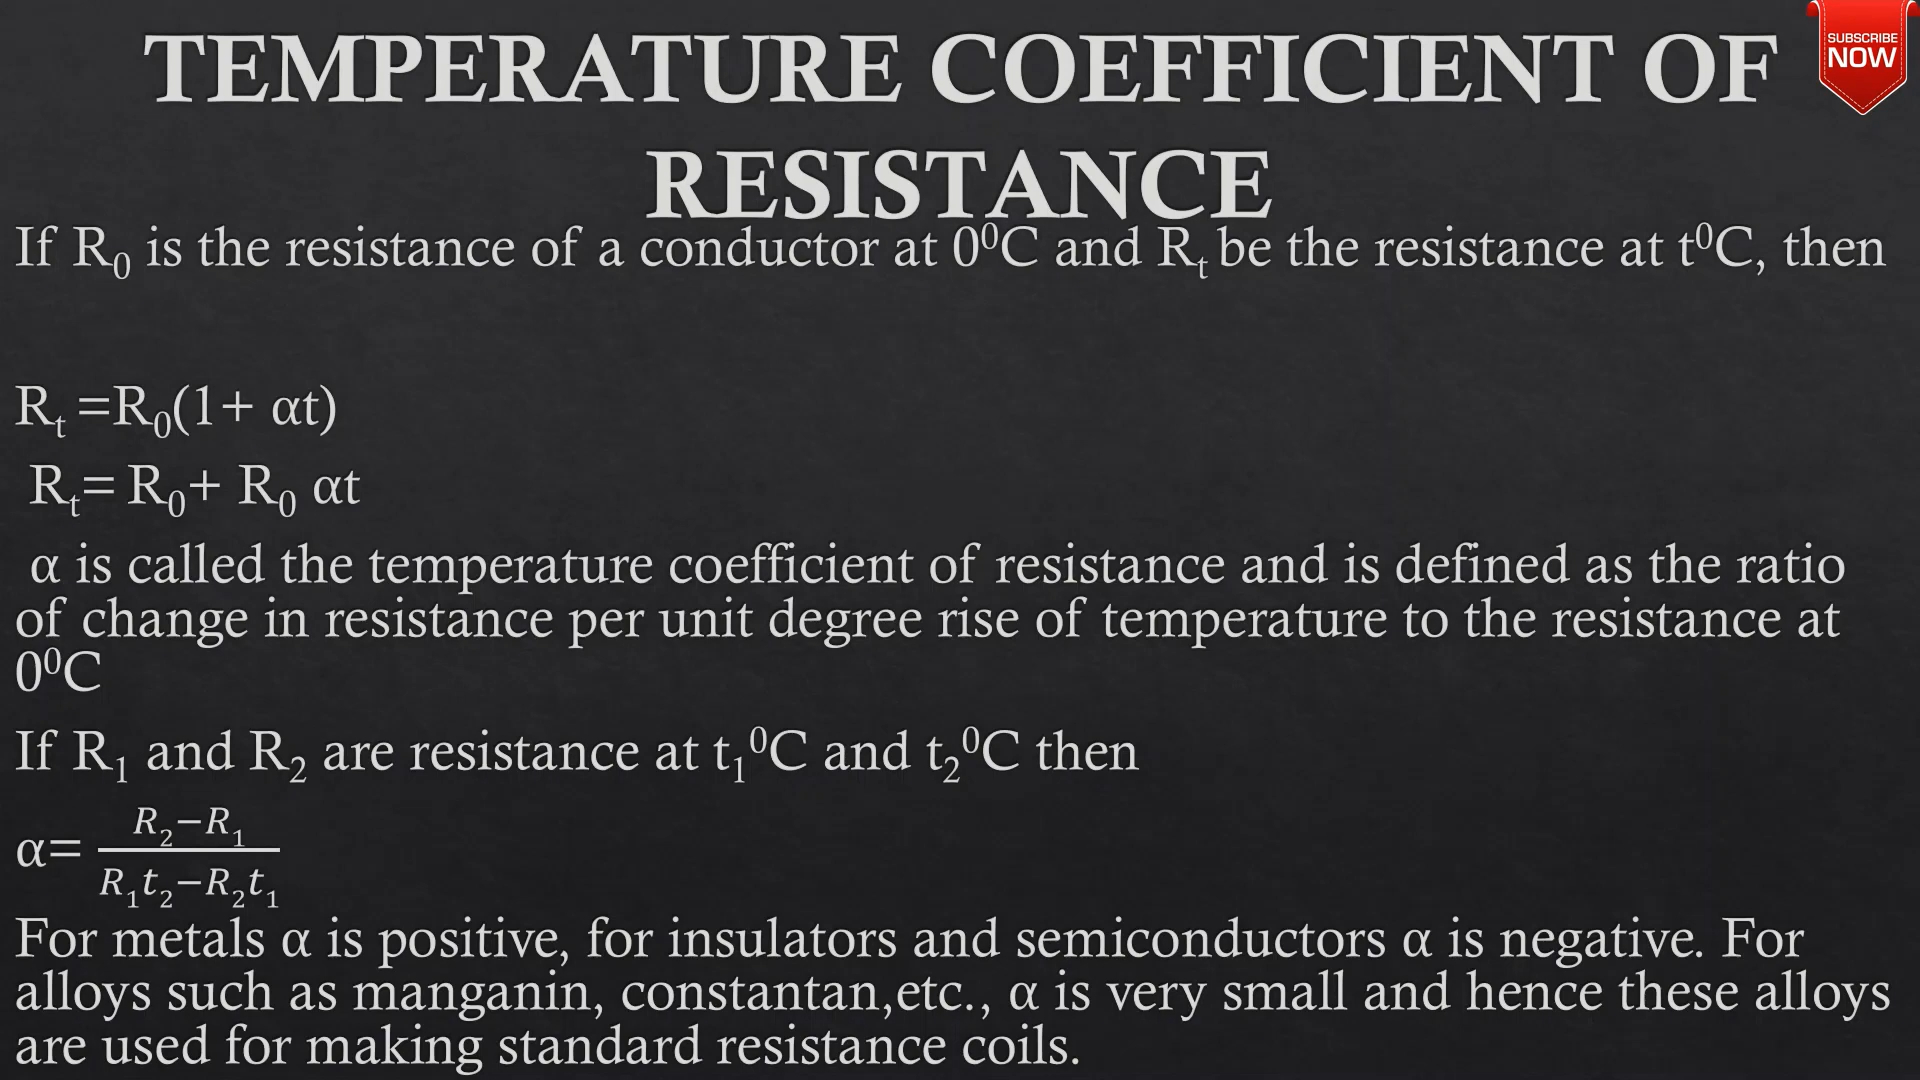 TEMPERATURE COEFFICIENT OF
SUBSCRIBE
NOW
RESISTANCE
If R₀ is the resistance of a conductor at 0⁰C and Rₜ be the resistance at t⁰C, then
Rₜ =R₀(1+ αt)
Rₜ= R₀+ R₀ αt
α is called the temperature coefficient of resistance and is defined as the ratio
of change in resistance per unit degree rise of temperature to the resistance at
0⁰C
If R₁ and R₂ are resistance at t₁⁰C and t₂⁰C then
α= (R₂−R₁)/(R₁t₂−R₂t₁)
For metals α is positive, for insulators and semiconductors α is negative. For
alloys such as manganin, constantan,etc., α is very small and hence these alloys
are used for making standard resistance coils.